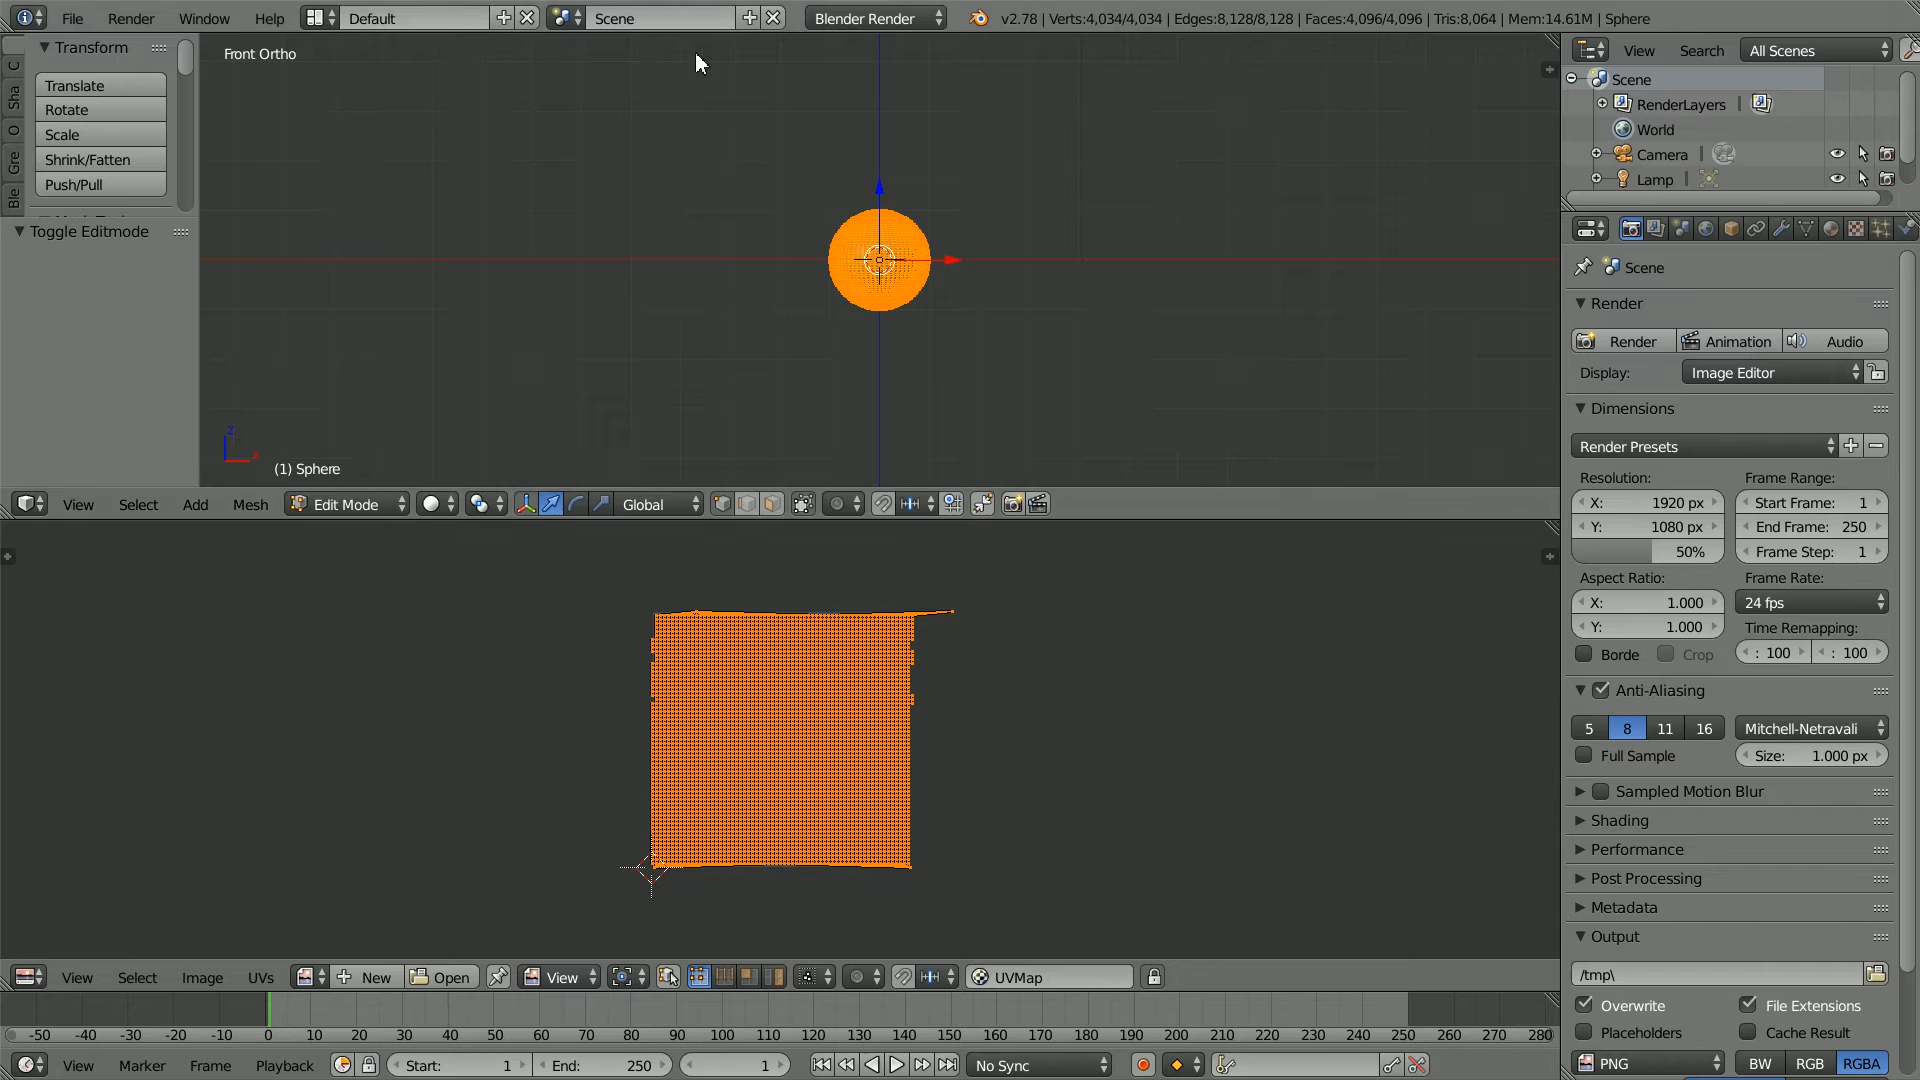 File Render Window Help Default Scene Blender Render v2.78 | Verts:4,034/4,034 | Edges:8,128/8,128 | Faces:4,096/4,096 | Tris:8,064 | Mem:14.61M | Sphere
Transform
Translate
Rotate
Scale
Shrink/Fatten
Push/Pull
Toggle Editmode
C
Sha
O
Gre
Ble
Front Ortho
z
x
(1) Sphere
View Select Add Mesh Edit Mode Global
View Select Image UVs New Open View UVMap
-50 -40 -30 -20 -10 0 10 20 30 40 50 60 70 80 90 100 110 120 130 140 150 160 170 180 190 200 210 220 230 240 250 260 270 280
View Marker Frame Playback Start: 1 End: 250 1 No Sync
View Search All Scenes
Scene
RenderLayers
World
Camera
Lamp
Scene
Render
Render Animation Audio
Display: Image Editor
Dimensions
Render Presets
Resolution: Frame Range:
X: 1920 px Start Frame: 1
Y: 1080 px End Frame: 250
50% Frame Step: 1
Aspect Ratio: Frame Rate:
X: 1.000 24 fps
Y: 1.000 Time Remapping:
Borde Crop : 100 : 100
Anti-Aliasing
5 8 11 16 Mitchell-Netravali
Full Sample Size: 1.000 px
Sampled Motion Blur
Shading
Performance
Post Processing
Metadata
Output
/tmp\
Overwrite File Extensions
Placeholders Cache Result
PNG BW RGB RGBA